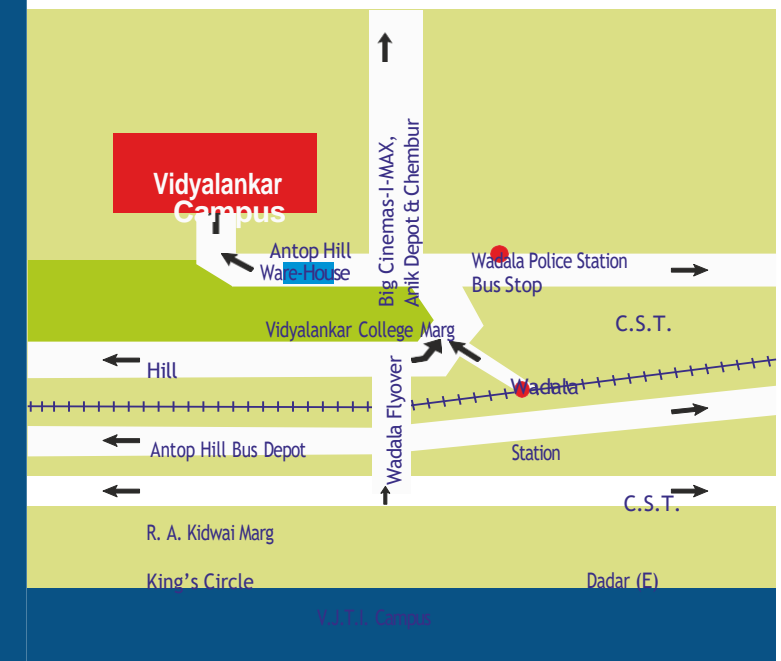 Vidyalankar
Campus
Big Cinemas-I-MAX,
Anik Depot & Chembur
Antop Hill
Ware-House
Wadala Police Station
Bus Stop
C.S.T.
Vidyalankar College Marg
Hill
Wadala Flyover
Wadala
Antop Hill Bus Depot
Station
C.S.T.
R. A. Kidwai Marg
King's Circle
Dadar (E)
V.J.T.I. Campus